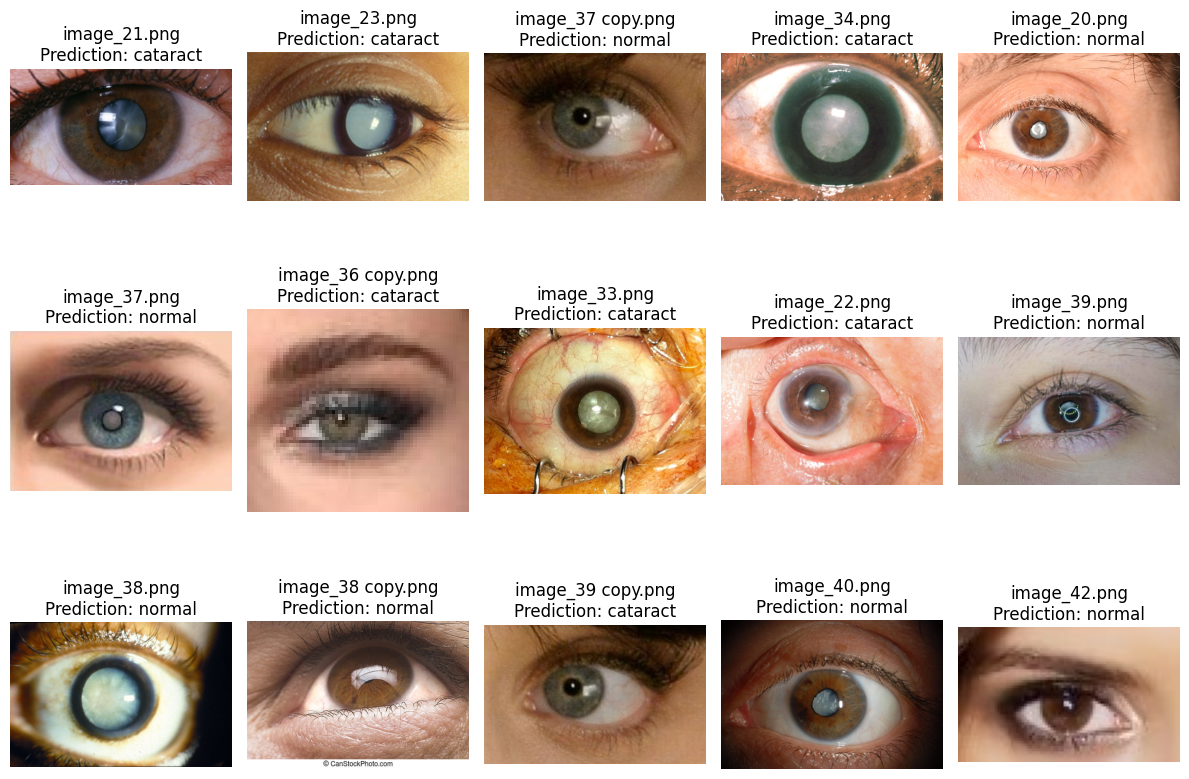 image_21.png
Prediction: cataract
image_23.png
Prediction: cataract
image_37 copy.png
Prediction: normal
image_34.png
Prediction: cataract
image_20.png
Prediction: normal
image_37.png
Prediction: normal
image_36 copy.png
Prediction: cataract
image_33.png
Prediction: cataract
image_22.png
Prediction: cataract
image_39.png
Prediction: normal
image_38.png
Prediction: normal
image_38 copy.png
Prediction: normal
© CanStockPhoto.com
image_39 copy.png
Prediction: cataract
image_40.png
Prediction: normal
image_42.png
Prediction: normal